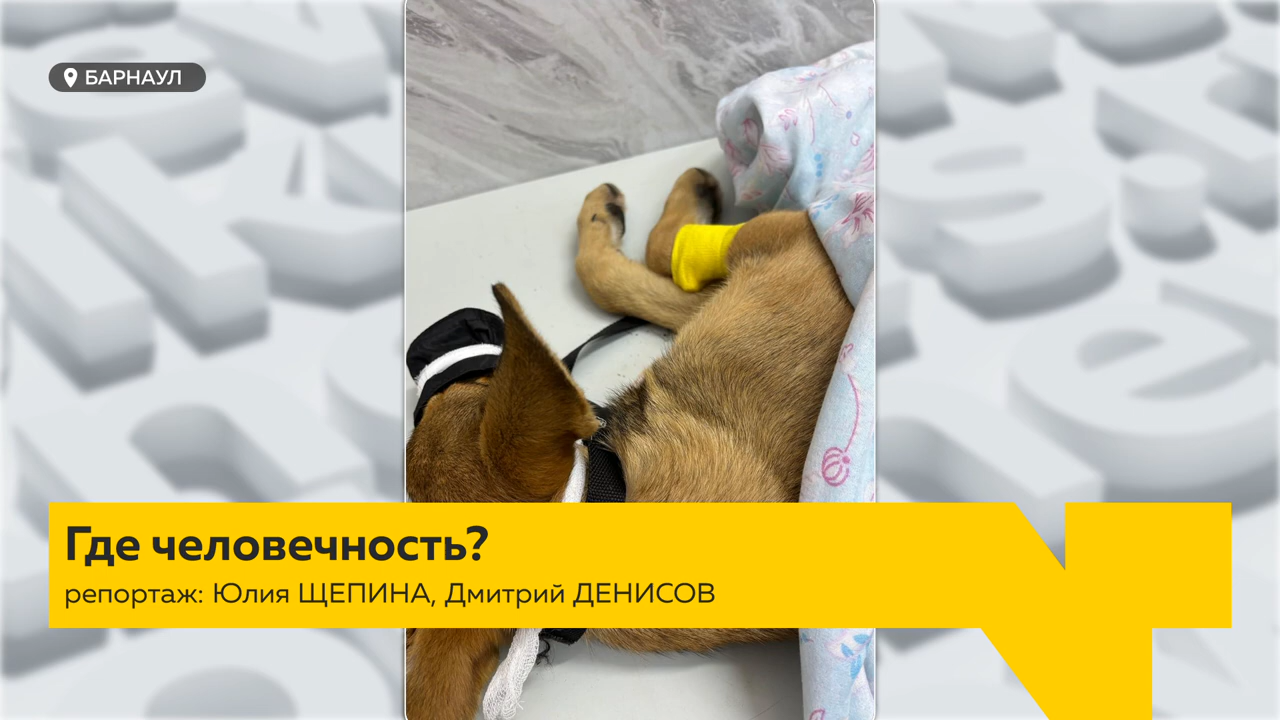 БАРНАУЛ
Где человечность?
репортаж: Юлия ЩЕПИНА, Дмитрий ДЕНИСОВ